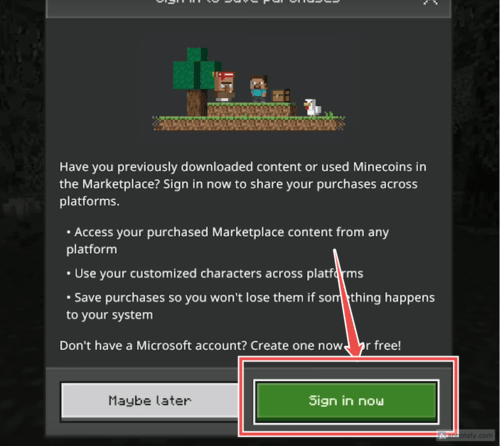 Sign in to save purchases
Have you previously downloaded content or used Minecoins in
the Marketplace? Sign in now to share your purchases across
platforms.
• Access your purchased Marketplace content from any
platform
• Use your customized characters across platforms
• Save purchases so you won't lose them if something happens
to your system
Don't have a Microsoft account? Create one now for free!
Maybe later
Sign in now